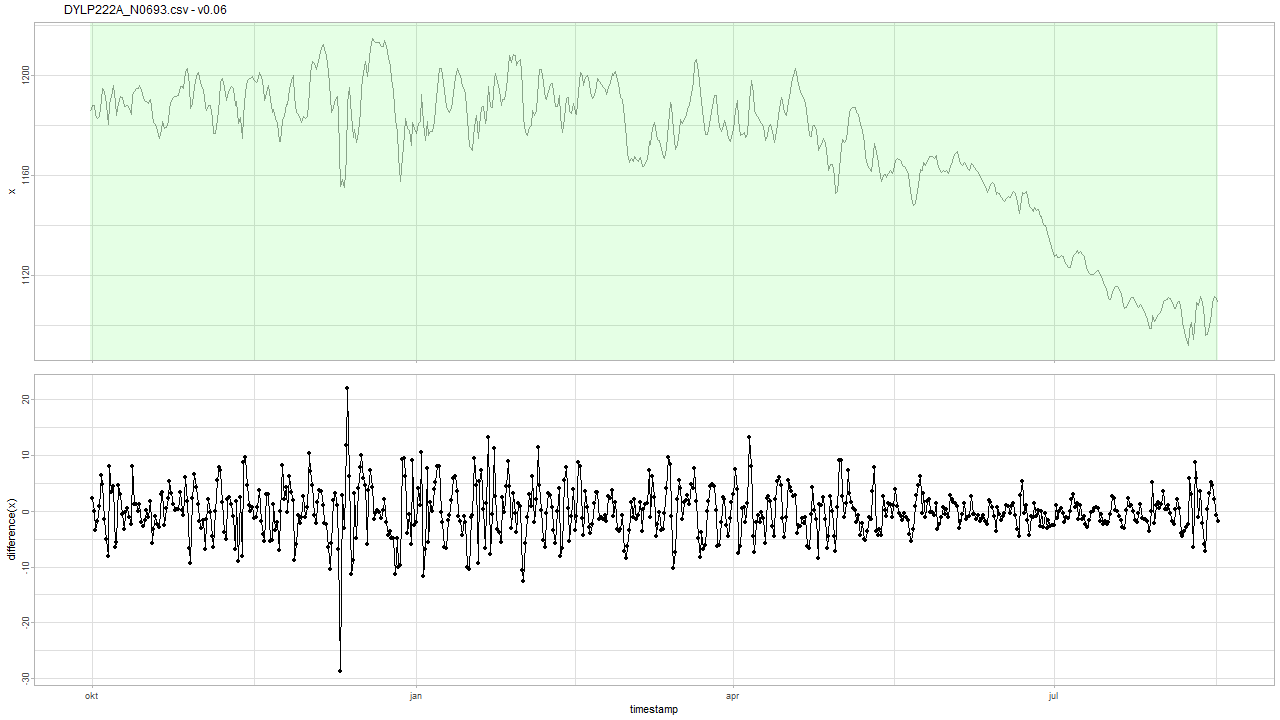 DYLP222A_N0693.csv - v0.06
1200
1160
1120
x
20
10
0
-10
-20
-30
difference(x)
okt jan apr jul
timestamp